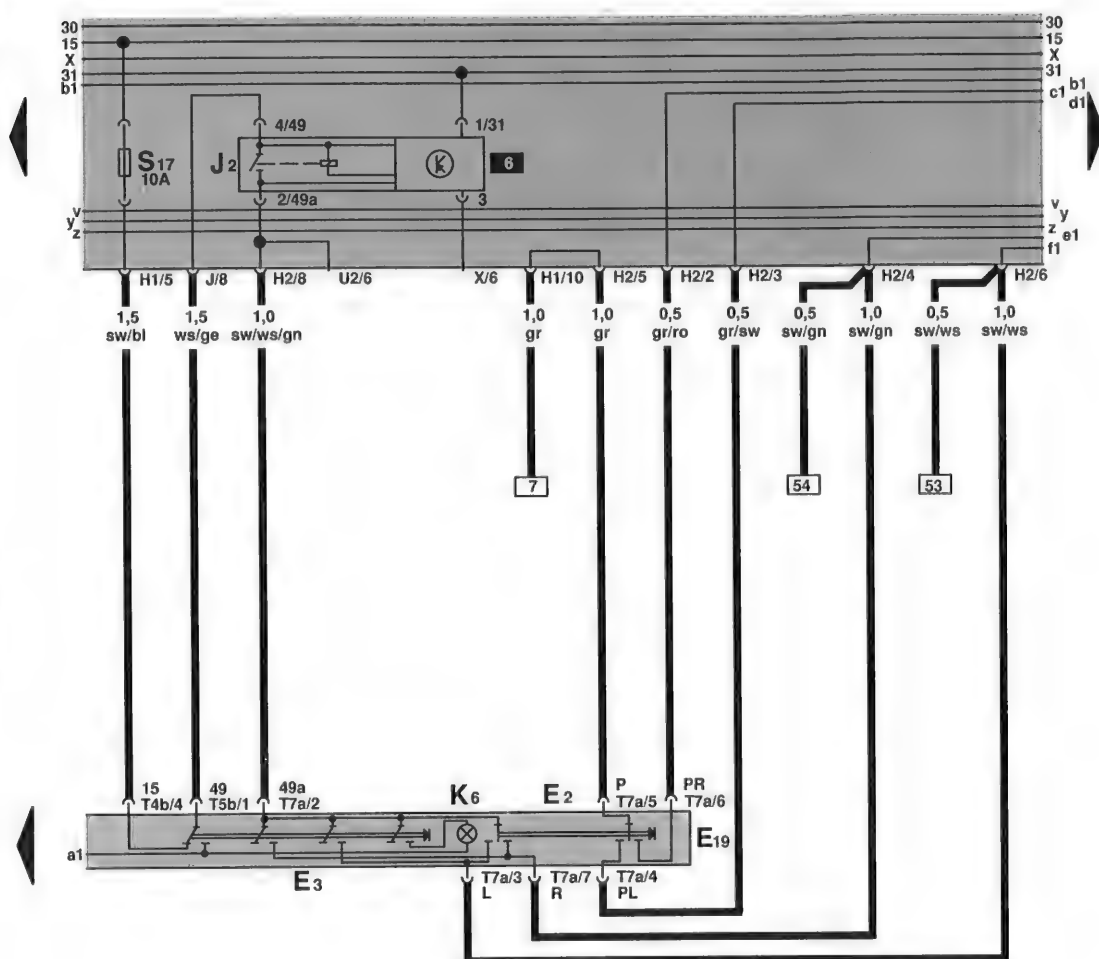 30 30
15 15
X X
31 31
b1 b1
c1
d1
4/49 1/31
S17
10A
J2
6
2/49a 3
v v
y y
z z
e1
f1
H1/5 J/8 H2/8 U2/6 X/6 H1/10 H2/5 H2/2 H2/3 H2/4 H2/6
1,5 1,5 1,0 1,0 1,0 0,5 0,5 0,5 1,0 0,5 1,0
sw/bl ws/ge sw/ws/gn gr gr gr/ro gr/sw sw/gn sw/gn sw/ws sw/ws
7 54 53
15 49 49a K6 E2 P PR
T4b/4 T5b/1 T7a/2 T7a/5 T7a/6
E19
a1
E3
T7a/3 T7a/7 T7a/4
L R PL